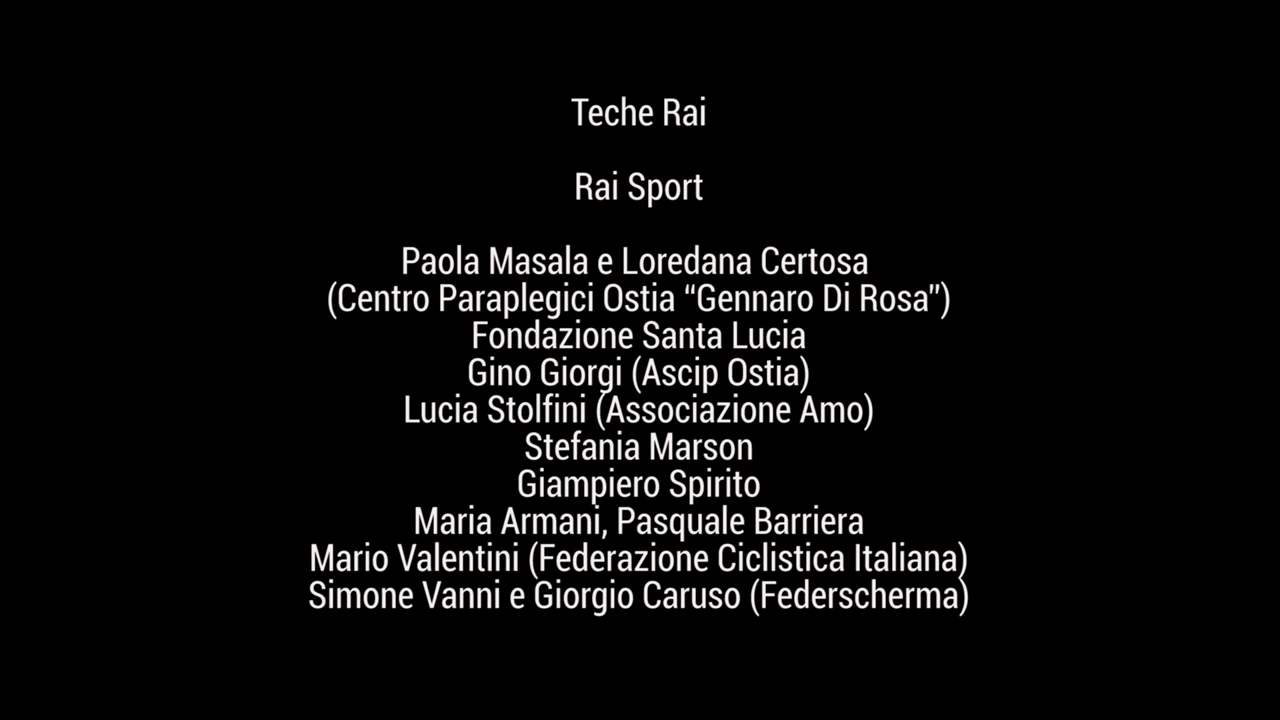 Teche Rai
Rai Sport
Paola Masala e Loredana Certosa
(Centro Paraplegici Ostia “Gennaro Di Rosa”)
Fondazione Santa Lucia
Gino Giorgi (Ascip Ostia)
Lucia Stolfini (Associazione Amo)
Stefania Marson
Giampiero Spirito
Maria Armani, Pasquale Barriera
Mario Valentini (Federazione Ciclistica Italiana)
Simone Vanni e Giorgio Caruso (Federscherma)